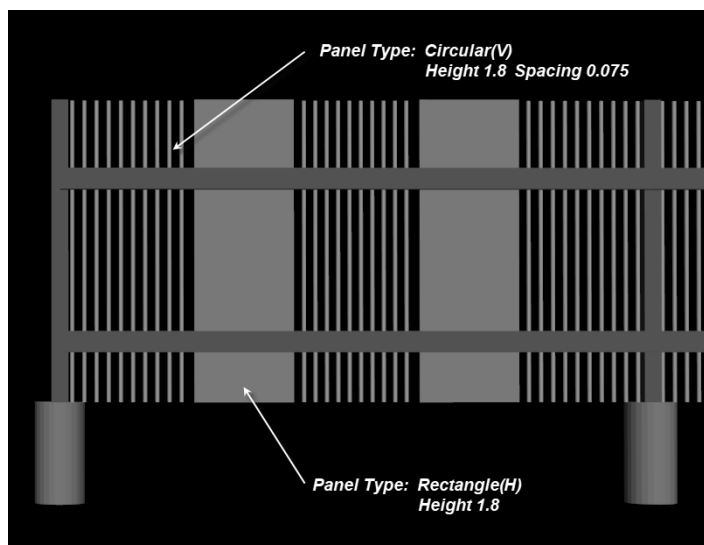 Panel Type: Circular(V)
Height 1.8 Spacing 0.075
Panel Type: Rectangle(H)
Height 1.8